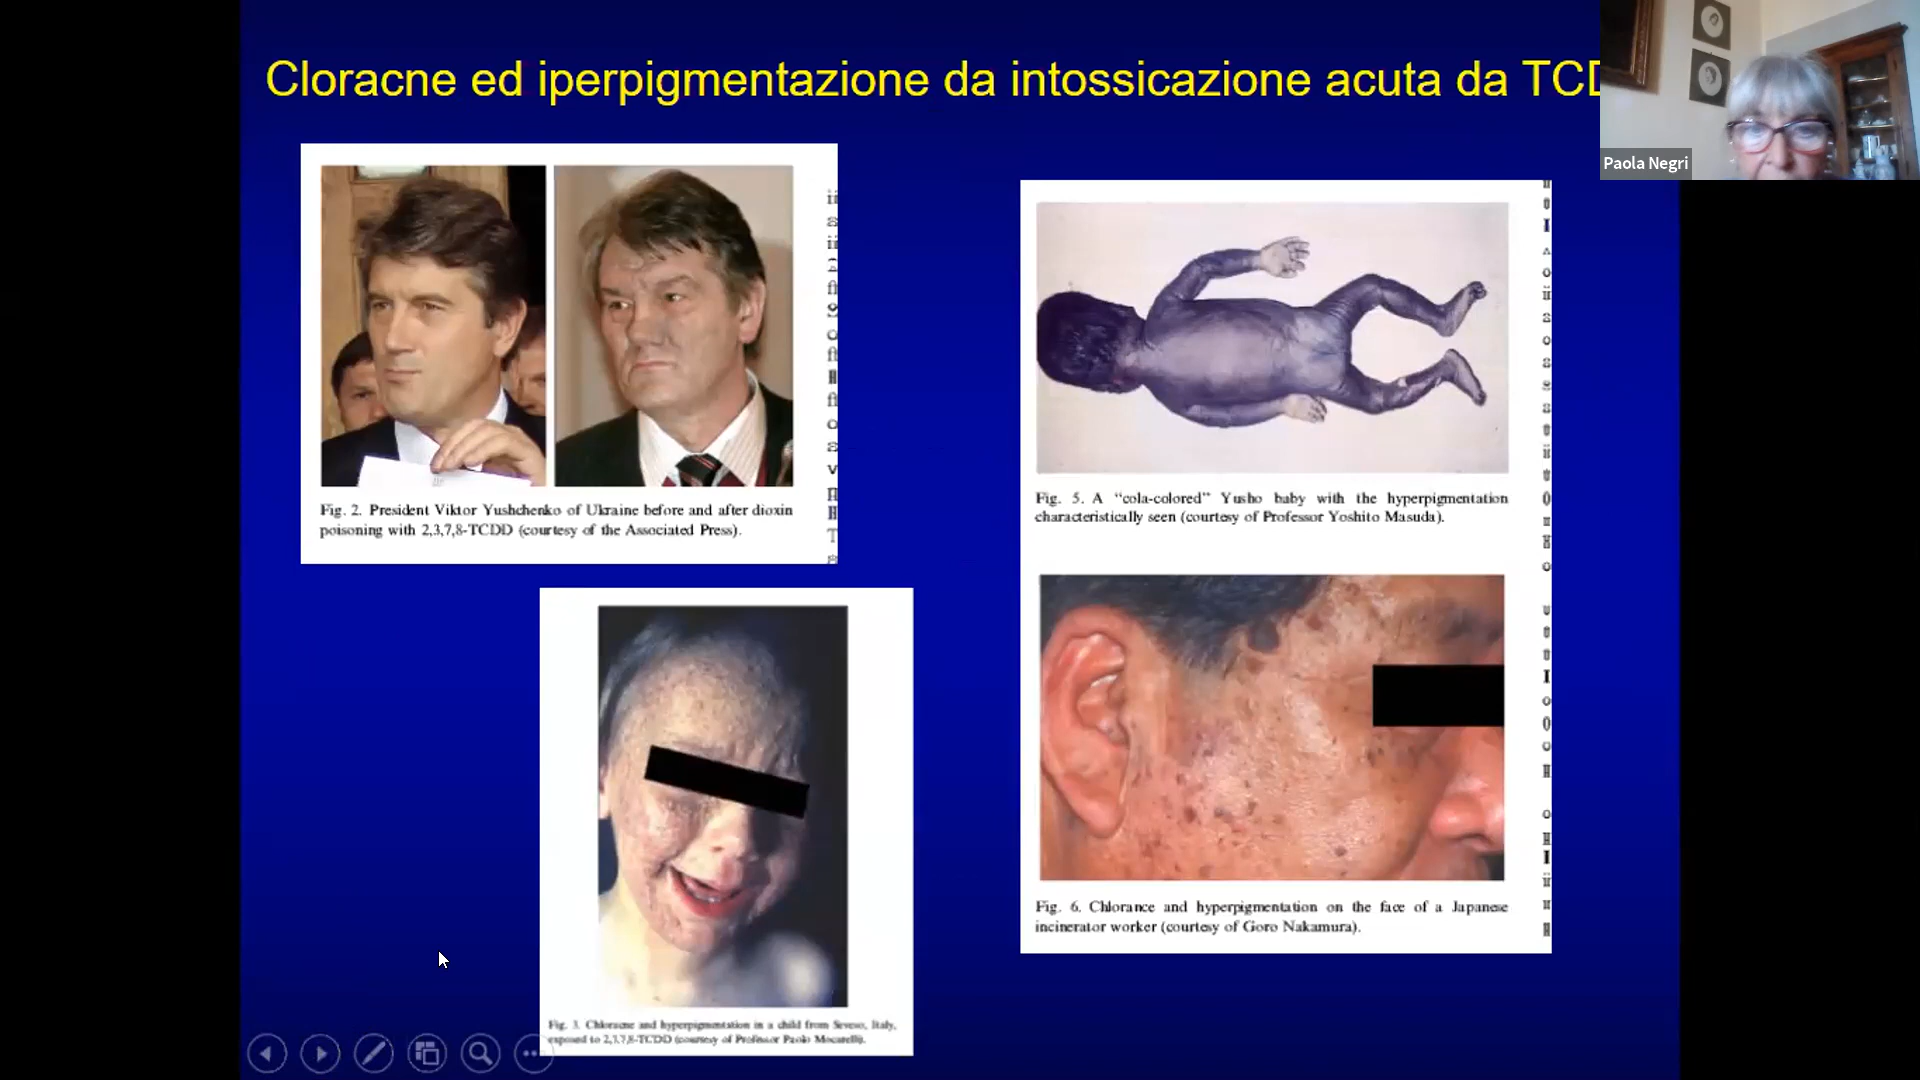 Cloracne ed iperpigmentazione da intossicazione acuta da TCD
Paola Negri
Fig. 2. President Viktor Yushchenko of Ukraine before and after dioxin
poisoning with 2,3,7,8-TCDD (courtesy of the Associated Press).
Fig. 5. A “cola-colored” Yusho baby with the hyperpigmentation
characteristically seen (courtesy of Professor Yoshito Masuda).
Fig. 6. Chlorance and hyperpigmentation on the face of a Japanese
incinerator worker (courtesy of Goro Nakamura).
Fig. 3. Chloracne and hyperpigmentation in a child from Seveso, Italy,
exposed to 2,3,7,8-TCDD (courtesy of Professor Paolo Mocarelli).